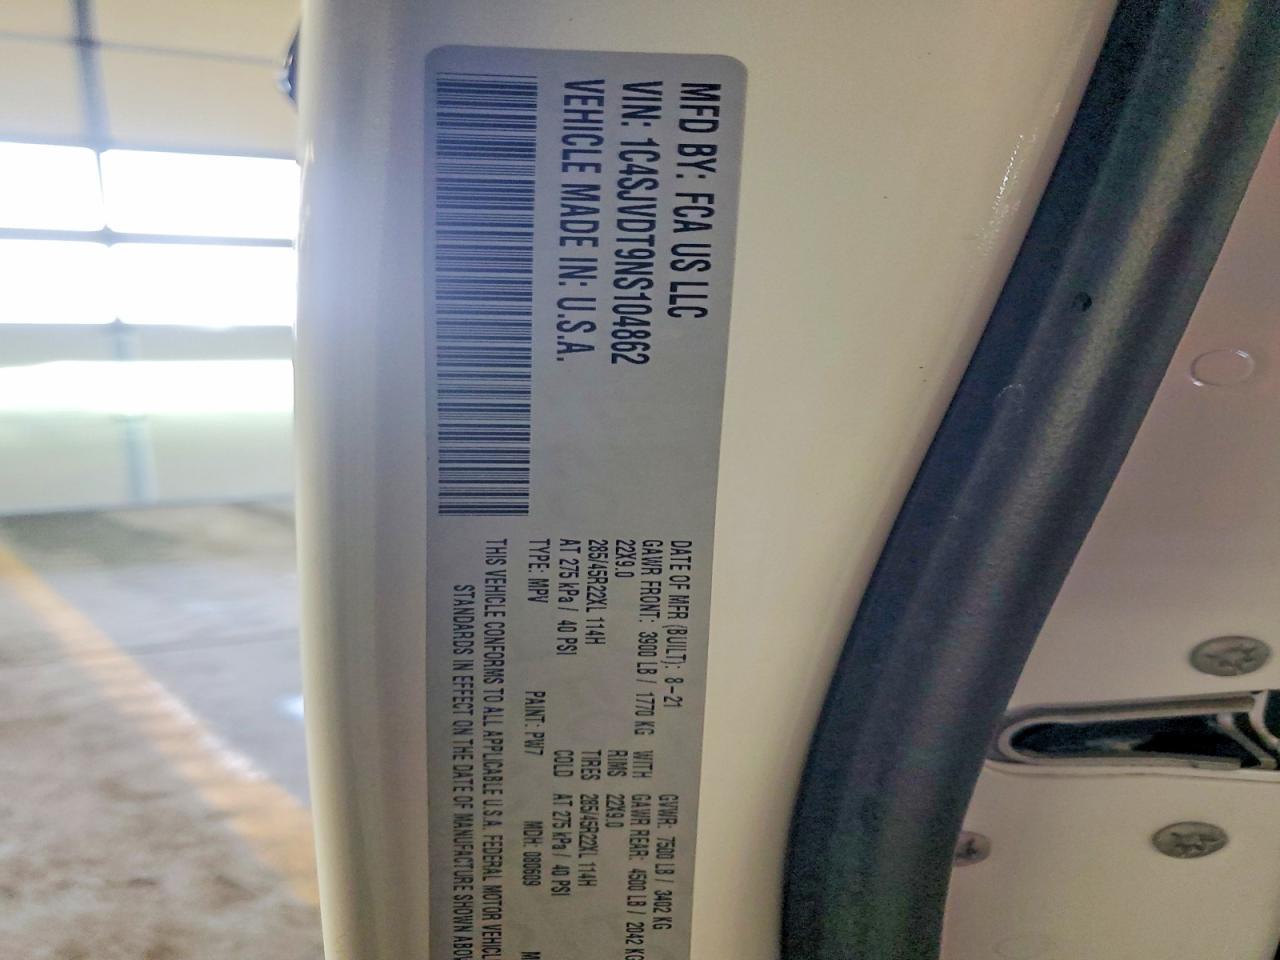 MFD BY: FCA US LLC
VIN: 1C4SJVDT9NS104862
VEHICLE MADE IN: U.S.A.
DATE OF MFR (BUILT): 8-21 GVWR: 7500 LB / 3402 KG
GAWR FRONT: 3900 LB / 1770 KG WITH GAWR REAR: 4500 LB / 2042 KG
22X9.0 RIMS 22X9.0
285/45R22XL 114H TIRES 285/45R22XL 114H
AT 275 kPa / 40 PSI COLD AT 275 kPa / 40 PSI
TYPE: MPV PAINT: PW7 MDH: 080609
THIS VEHICLE CONFORMS TO ALL APPLICABLE U.S.A. FEDERAL MOTOR
STANDARDS IN EFFECT ON THE DATE OF MANUFACTURE SHOWN